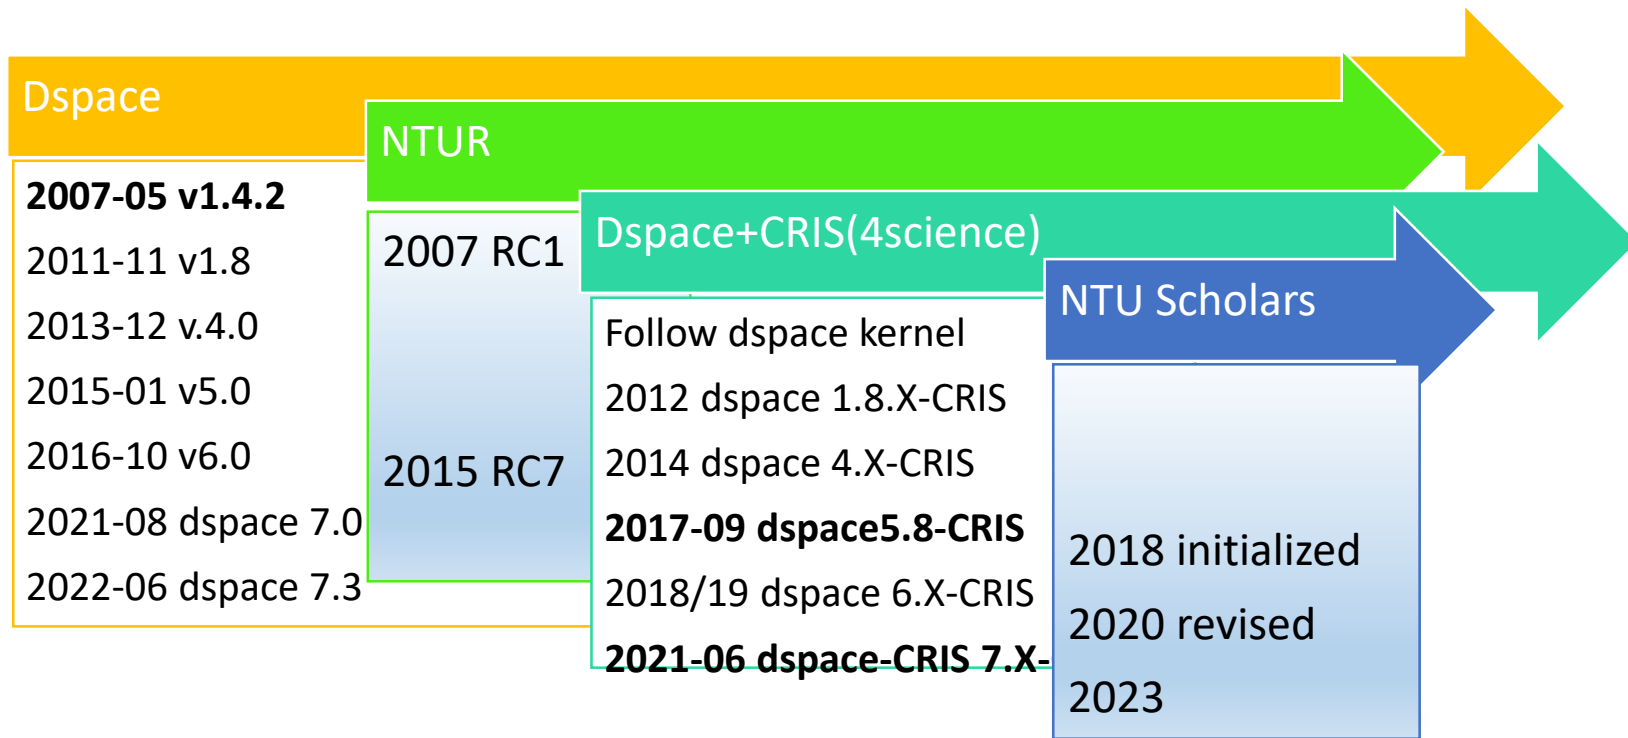 Dspace
2007-05 v1.4.2
2011-11 v1.8
2013-12 v.4.0
2015-01 v5.0
2016-10 v6.0
2021-08 dspace 7.0
2022-06 dspace 7.3
NTUR
2007 RC1
2015 RC7
Dspace+CRIS(4science)
Follow dspace kernel
2012 dspace 1.8.X-CRIS
2014 dspace 4.X-CRIS
2017-09 dspace5.8-CRIS
2018/19 dspace 6.X-CRIS
2021-06 dspace-CRIS 7.X-
NTU Scholars
2018 initialized
2020 revised
2023